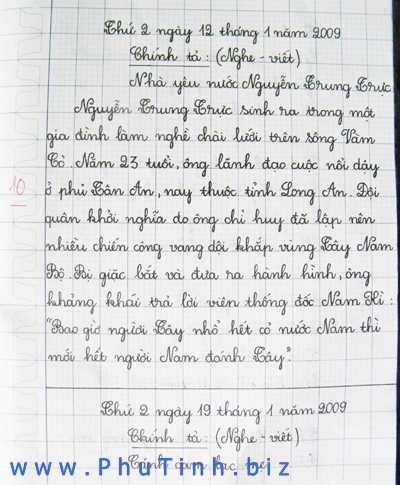 Thứ 2 ngày 12 tháng 1 năm 2009
Chính tả: (Nghe - viết)
Nhà yêu nước Nguyễn Trung Trực
Nguyễn Trung Trực sinh ra trong một
gia đình làm nghề chài lưới trên sông Vàm
Cỏ. Năm 23 tuổi, ông lãnh đạo cuộc nổi dậy
10
ở phủ Tân An, nay thuộc tỉnh Long An. Đội
quân khởi nghĩa do ông chỉ huy đã lập nên
nhiều chiến công vang dội khắp vùng Tây Nam
Bộ. Bị giặc bắt và đưa ra hành hình, ông
khảng khái trả lời viên thống đốc Nam Kì:
"Bao giờ người Tây nhổ hết cỏ nước Nam thì
mới hết người Nam đánh Tây".
Thứ 2 ngày 19 tháng 1 năm 2009
Chính tả: (Nghe - viết)
www.PhuTinh.biz